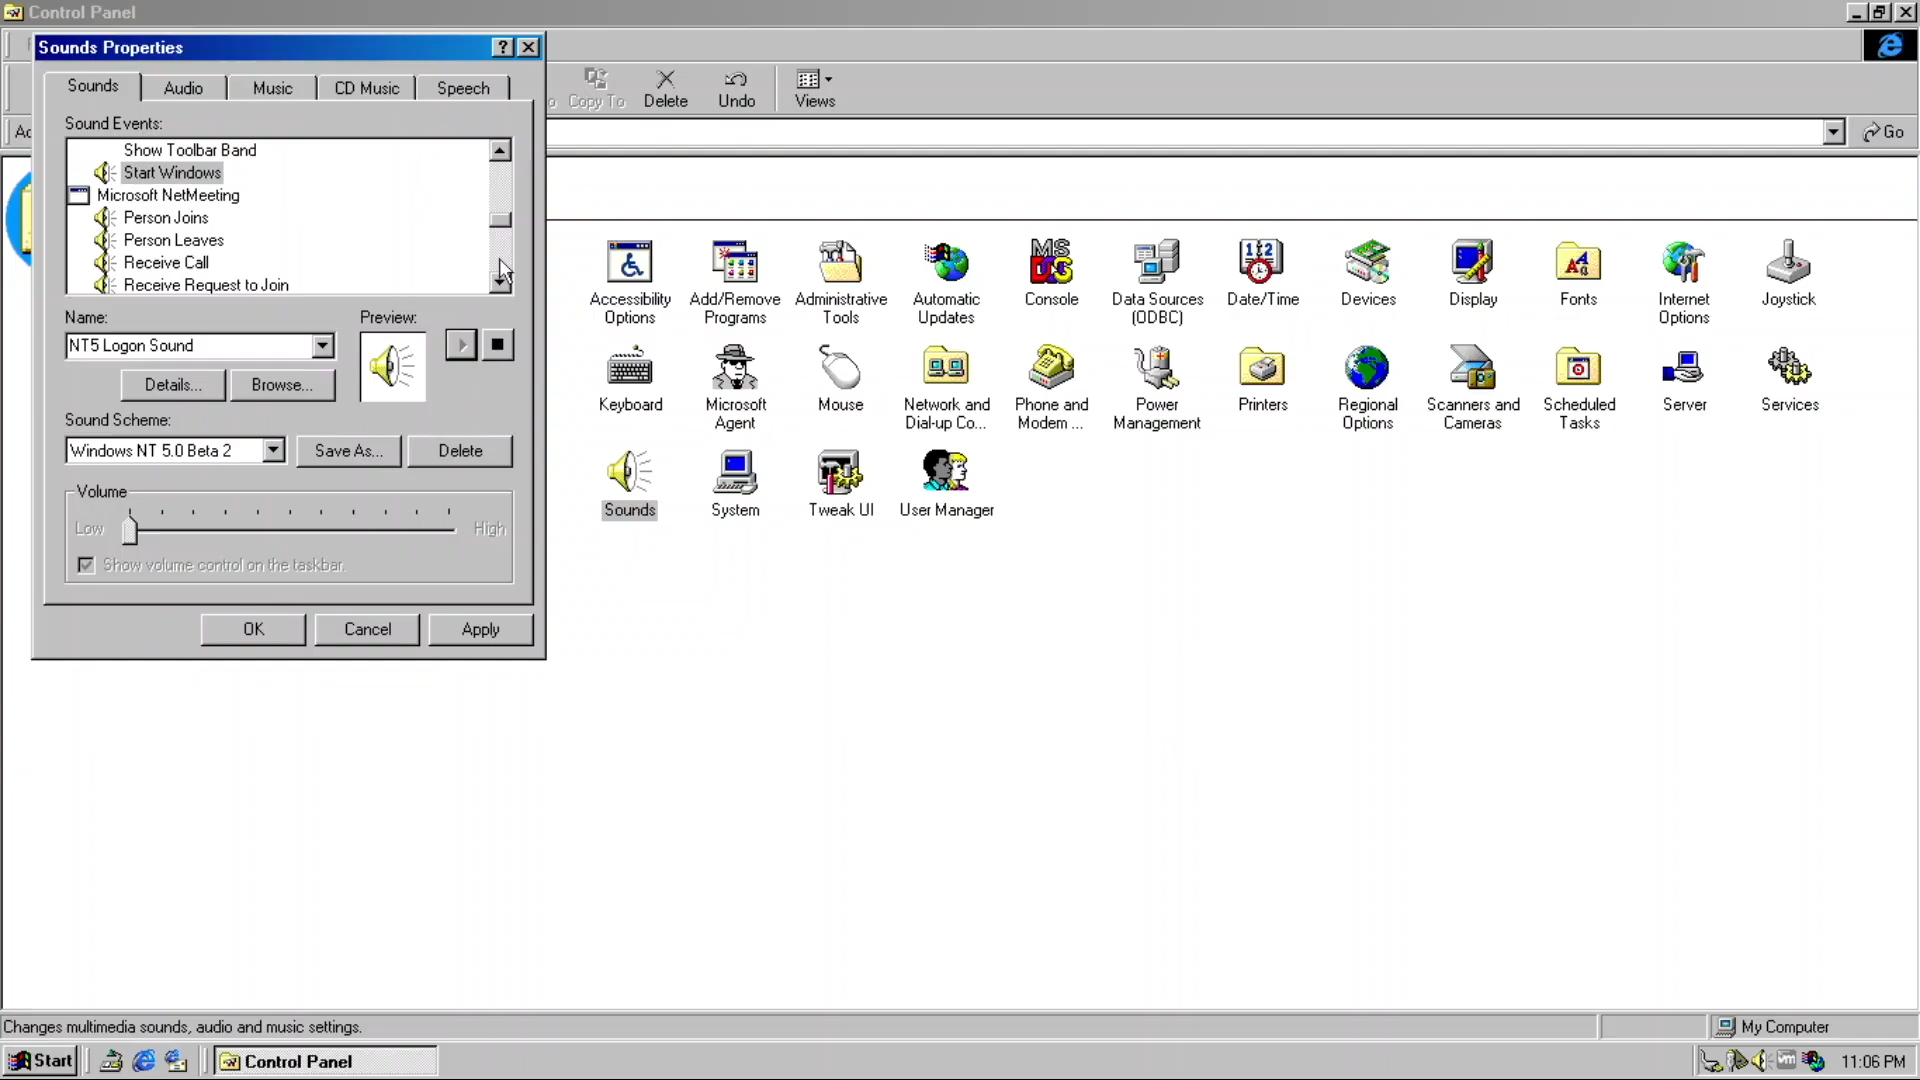 Control Panel
Sounds Properties
Sounds
Audio
Music
CD Music
Speech
Copy To
Delete
Undo
Views
Sound Events:
Go
Show Toolbar Band
Start Windows
Microsoft NetMeeting
Person Joins
Person Leaves
Receive Call
Receive Request to Join
Name:
Preview:
NT5 Logon Sound
Details...
Browse...
Sound Scheme:
Windows NT 5.0 Beta 2
Save As...
Delete
Volume
Low
High
Show volume control on the taskbar.
OK
Cancel
Apply
Accessibility
Options
Add/Remove
Programs
Administrative
Tools
Automatic
Updates
MS
DOS
Console
Data Sources
(ODBC)
Date/Time
Devices
Display
Fonts
Internet
Options
Joystick
Keyboard
Microsoft
Agent
Mouse
Network and
Dial-up Co...
Phone and
Modem ...
Power
Management
Printers
Regional
Options
Scanners and
Cameras
Scheduled
Tasks
Server
Services
Sounds
System
Tweak UI
User Manager
Changes multimedia sounds, audio and music settings.
My Computer
Start
Control Panel
11:06 PM